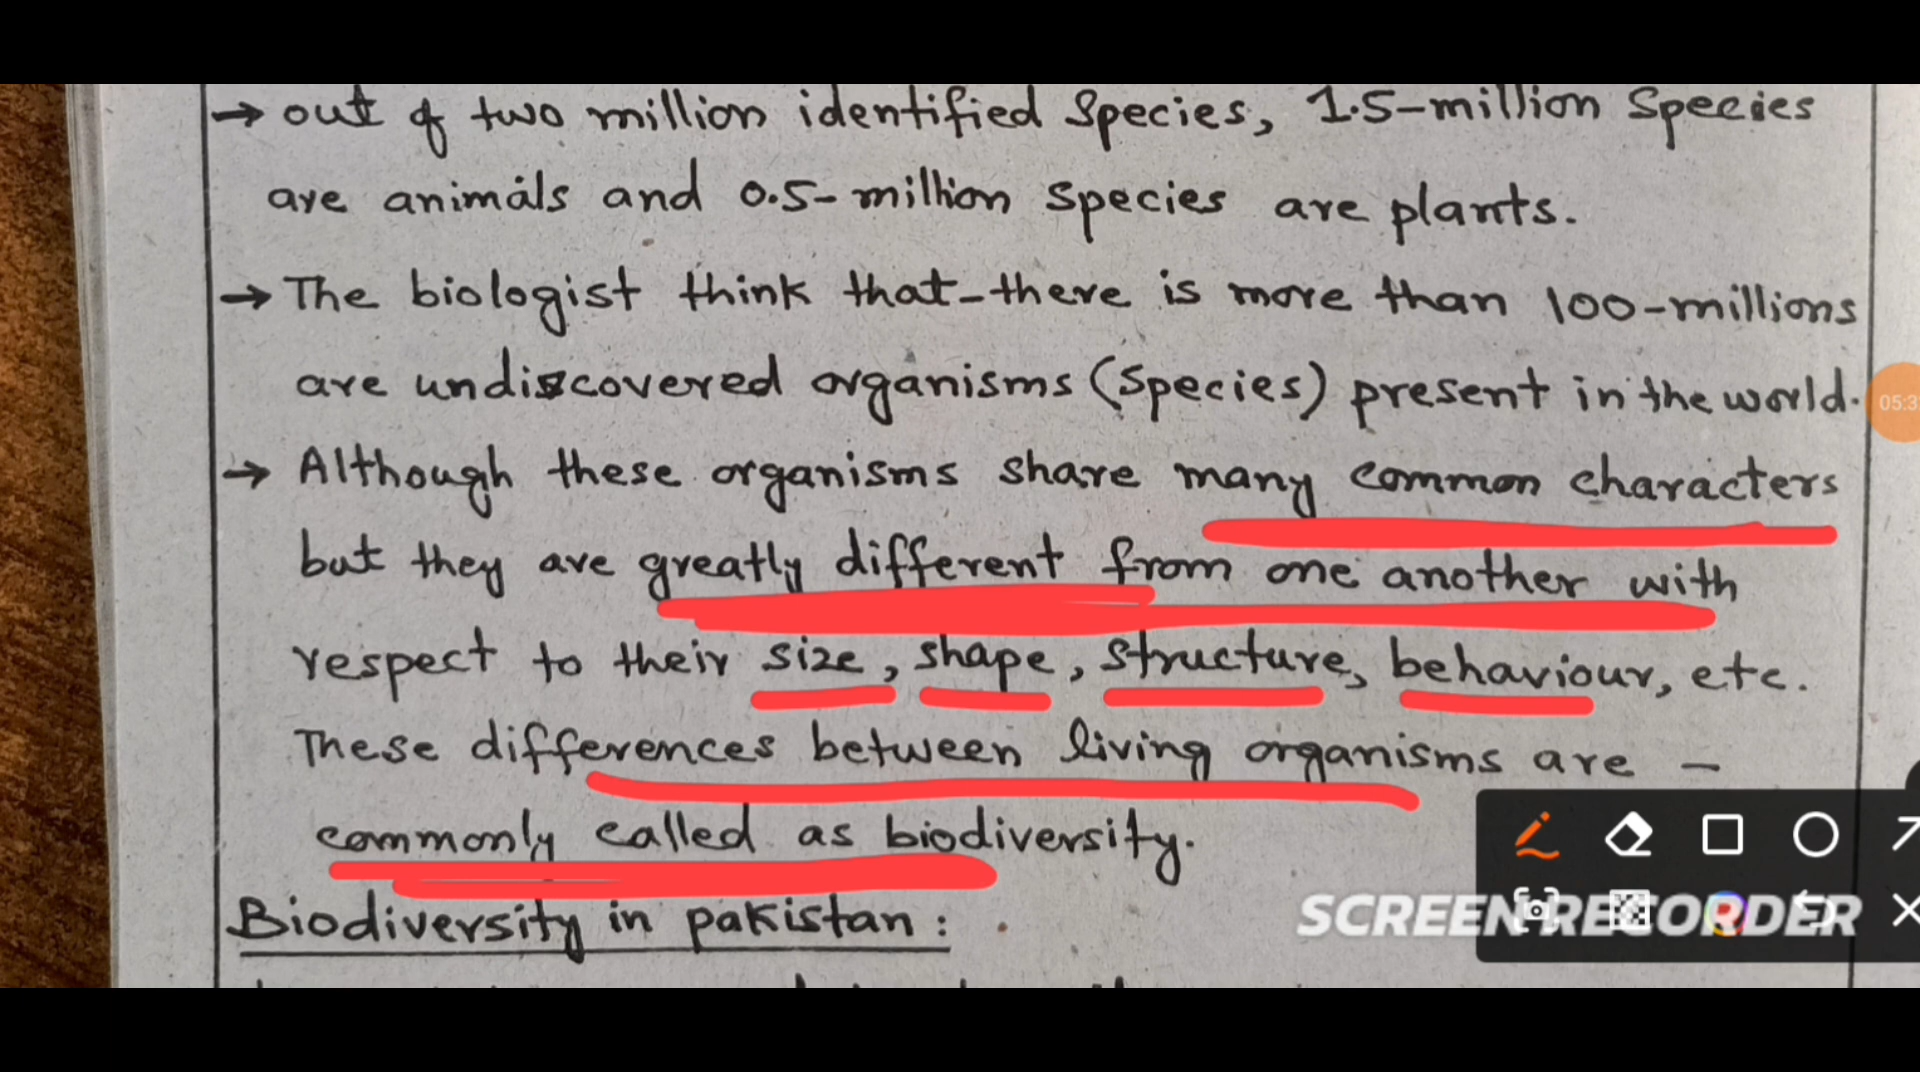 → out of two million identified species, 1.5-million species
are animals and 0.5-million species are plants.
→ The biologist think that-there is more than 100-millions
are undiscovered organisms (species) present in the world.
→ Although these organisms share many common characters
but they are greatly different from one another with
respect to their size, shape, structure, behaviour, etc.
These differences between living organisms are -
commonly called as biodiversity.
Biodiversity in pakistan:
05:3
SCREEN RECORDER